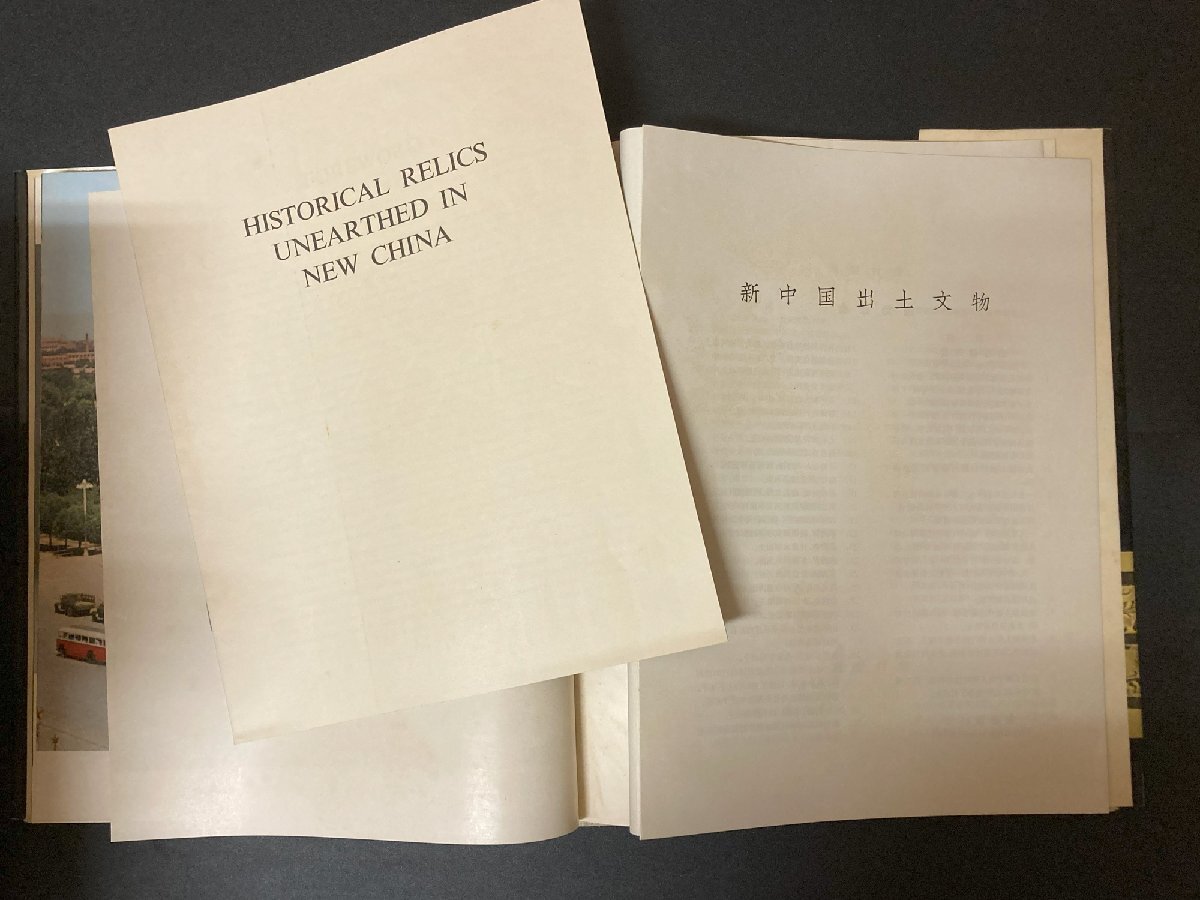 HISTORICAL RELICS
UNEARTHED IN
NEW CHINA
新中国出土文物